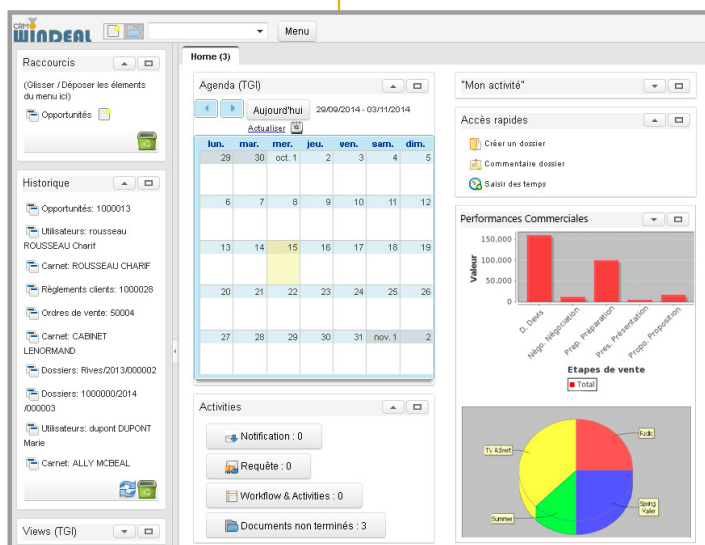 CRM
WINDEAL
Menu
Raccourcis
(Glisser / Déposer les élements
du menu ici)
Opportunités
Historique
Opportunités: 1000013
Utilisateurs: rousseau
ROUSSEAU Charif
Carnet: ROUSSEAU CHARIF
Règlements clients: 1000028
Ordres de vente: 50004
Carnet: CABINET
LENORMAND
Dossiers: Rives/2013/000002
Dossiers: 1000000/2014
/000003
Utilisateurs: dupont DUPONT
Marie
Carnet: ALLY MCBEAL
Views (TGI)
Home (3)
Agenda (TGI)
Aujourd'hui 29/09/2014 - 03/11/2014
Actualiser
lun. mar. mer. jeu. ven. sam. dim.
29 30 oct. 1 2 3 4 5
6 7 8 9 10 11 12
13 14 15 16 17 18 19
20 21 22 23 24 25 26
27 28 29 30 31 nov. 1 2
Activities
Notification : 0
Requête : 0
Workflow & Activities : 0
Documents non terminés : 3
"Mon activité"
Accès rapides
Créer un dossier
Commentaire dossier
Saisir des temps
Performances Commerciales
Valeur
150.000
100.000
50.000
0
D. Devis
Négo. Négociation
Prep. Préparation
Pres. Présentation
Propo. Proposition
Etapes de vente
Total
TV Advert
Radic
Summer
Spring
Valer